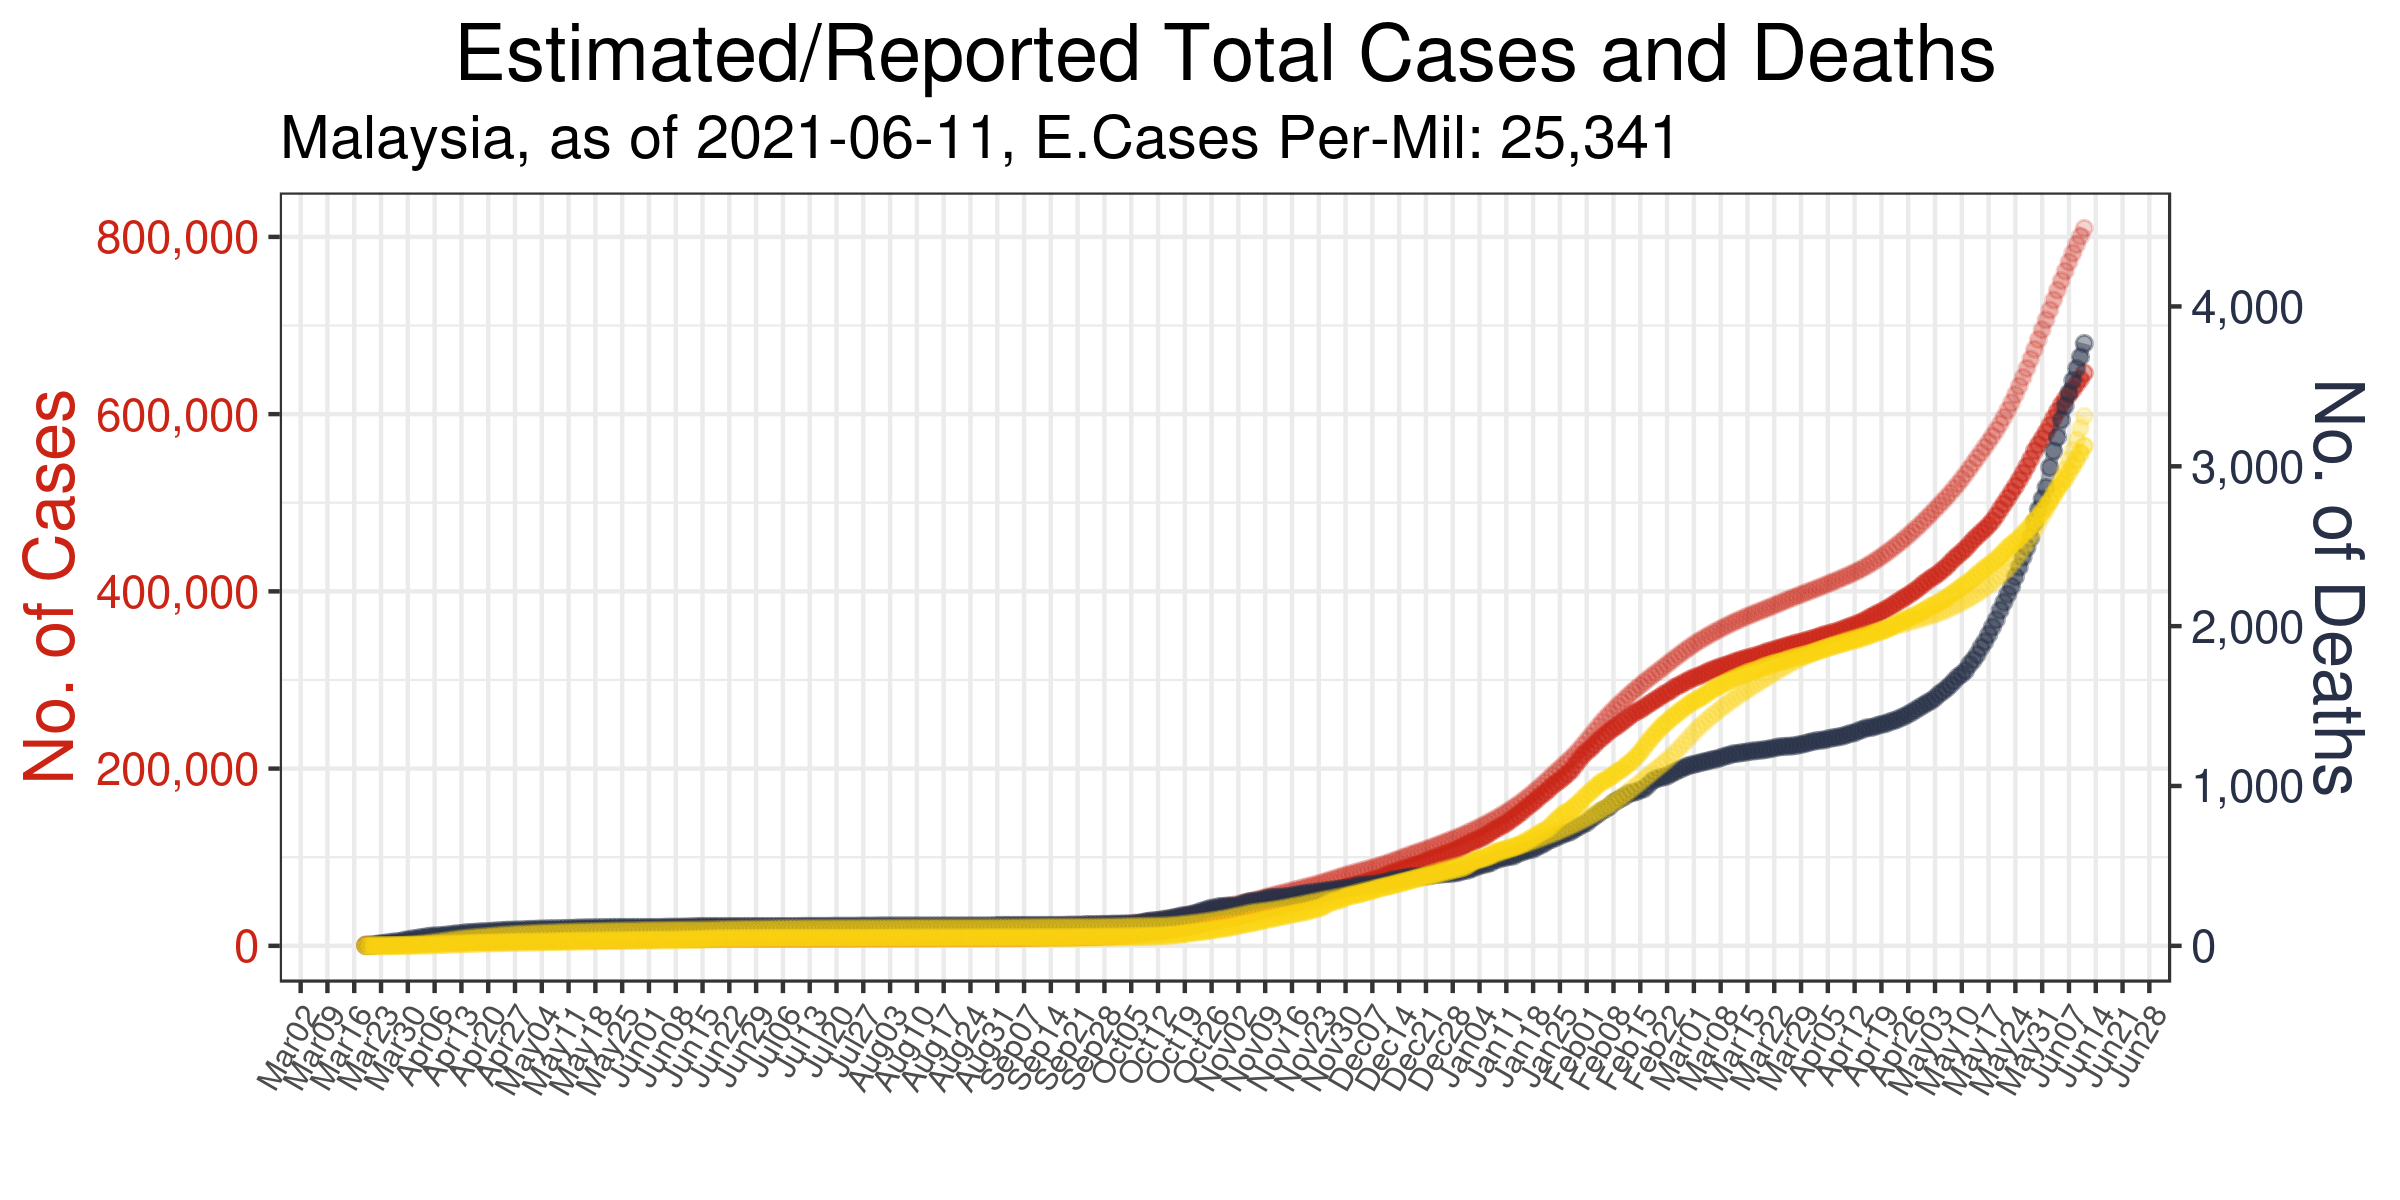 Estimated/Reported Total Cases and Deaths
Malaysia, as of 2021-06-11, E.Cases Per-Mil: 25,341
No. of Cases
800,000
600,000
400,000
200,000
0
4,000
3,000
2,000
1,000
0
No. of Deaths
Mar02
Mar09
Mar16
Mar23
Mar30
Apr06
Apr13
Apr20
Apr27
May04
May11
May18
May25
Jun01
Jun08
Jun15
Jun22
Jun29
Jul06
Jul13
Jul20
Jul27
Aug03
Aug10
Aug17
Aug24
Aug31
Sep07
Sep14
Sep21
Sep28
Oct05
Oct12
Oct19
Oct26
Nov02
Nov09
Nov16
Nov23
Nov30
Dec07
Dec14
Dec21
Dec28
Jan04
Jan11
Jan18
Jan25
Feb01
Feb08
Feb15
Feb22
Mar01
Mar08
Mar15
Mar22
Mar29
Apr05
Apr12
Apr19
Apr26
May03
May10
May17
May24
May31
Jun07
Jun14
Jun21
Jun28